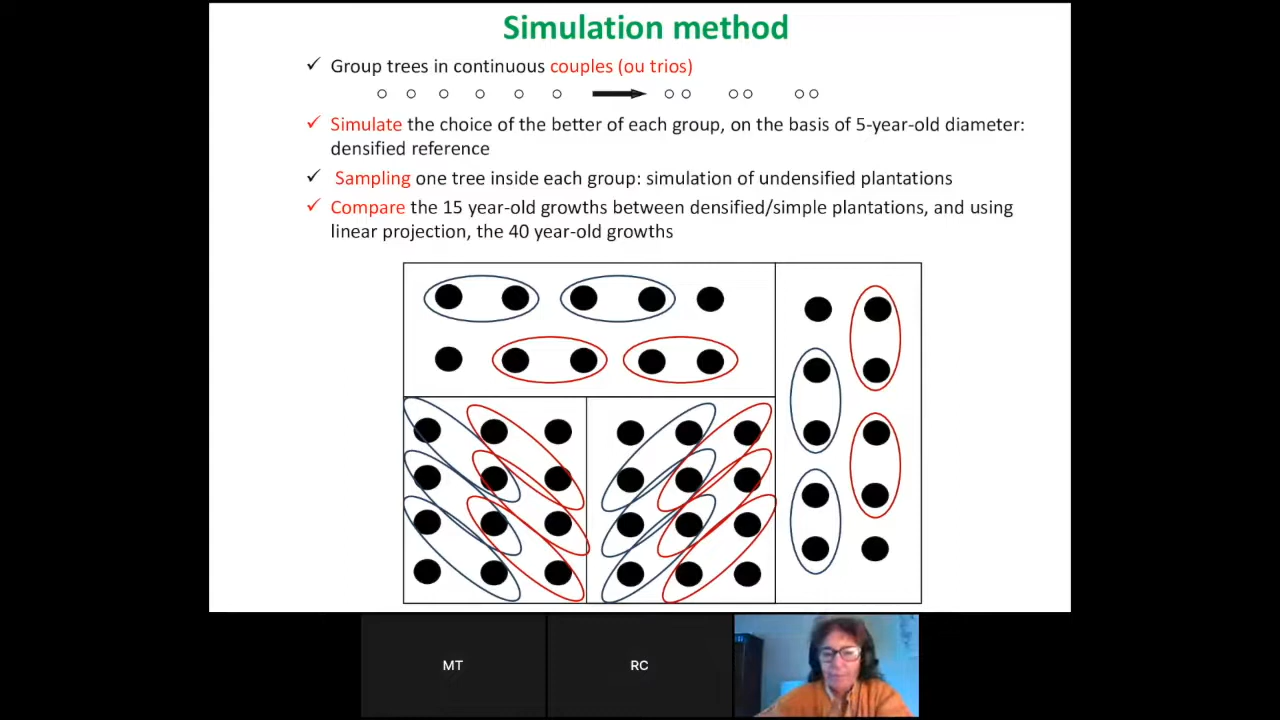 Simulation method
✓ Group trees in continuous couples (ou trios)
✓ Simulate the choice of the better of each group, on the basis of 5-year-old diameter:
densified reference
✓ Sampling one tree inside each group: simulation of undensified plantations
✓ Compare the 15 year-old growths between densified/simple plantations, and using
linear projection, the 40 year-old growths
MT
RC